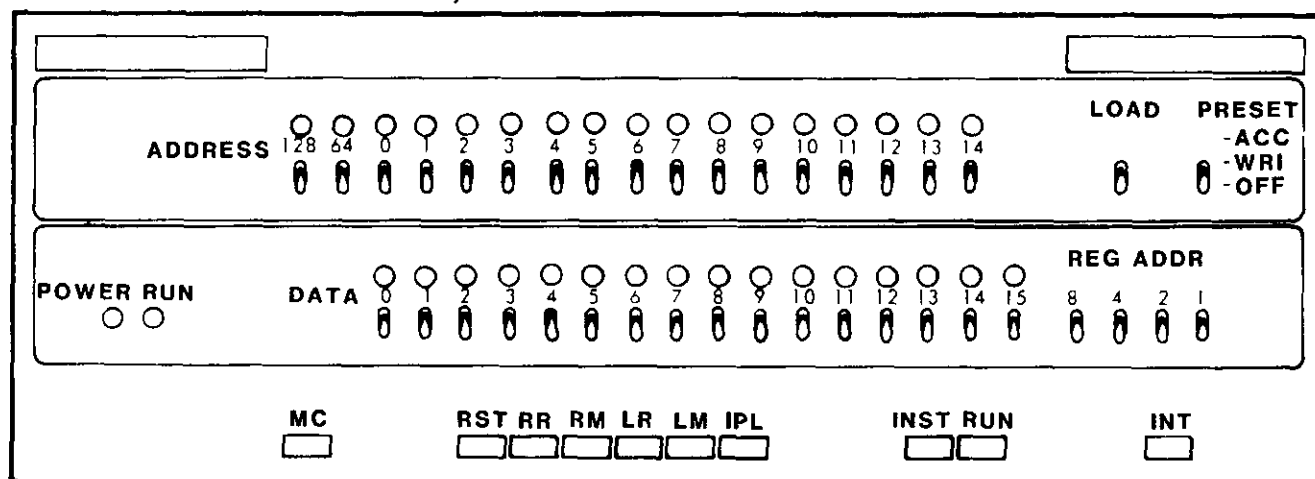 LOAD PRESET
ADDRESS 128 64 0 1 2 3 4 5 6 7 8 9 10 11 12 13 14
-ACC
-WRI
-OFF
REG ADDR
POWER RUN DATA 0 1 2 3 4 5 6 7 8 9 10 11 12 13 14 15 8 4 2 1
MC RST RR RM LR LM IPL INST RUN INT